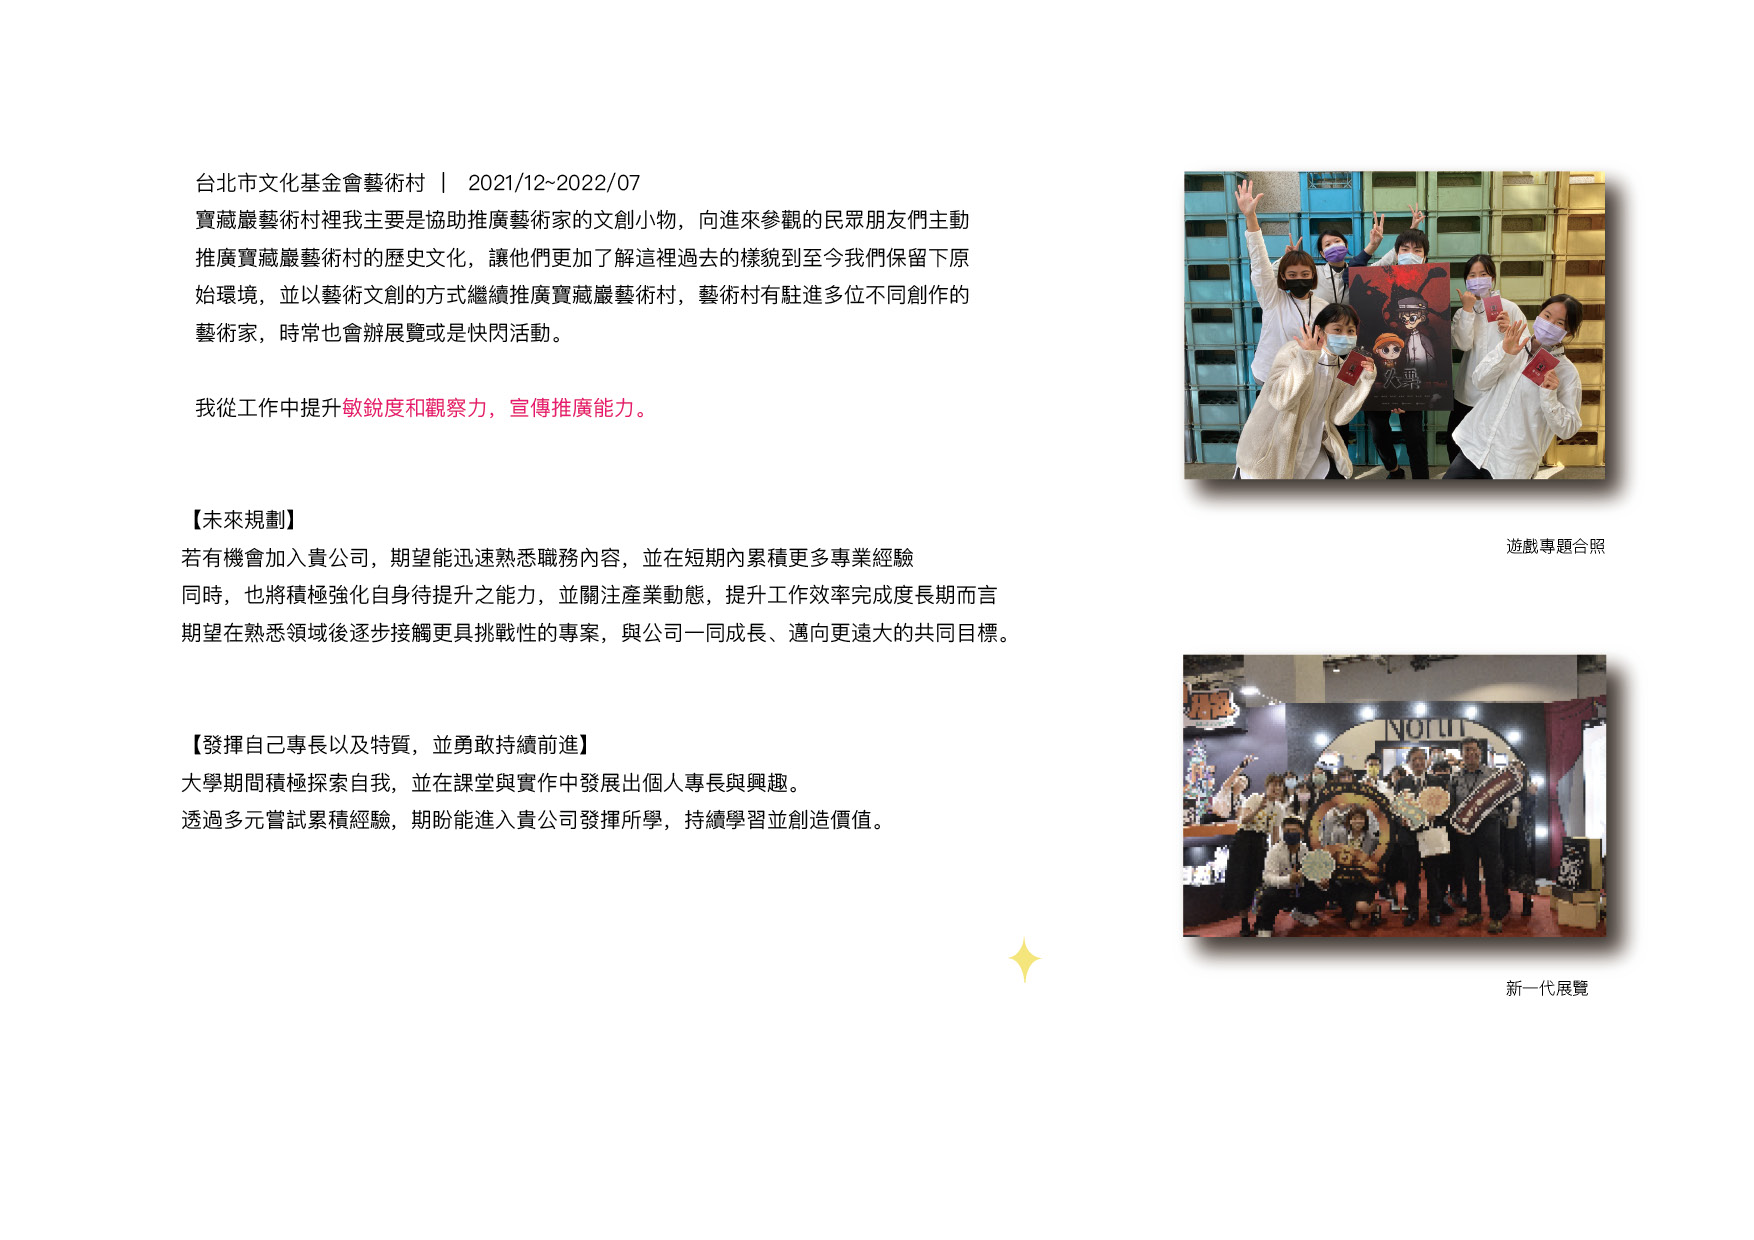 台北市文化基金會藝術村 | 2021/12~2022/07
寶藏巖藝術村裡我主要是協助推廣藝術家的文創小物，向進來參觀的民眾朋友們主動
推廣寶藏巖藝術村的歷史文化，讓他們更加了解這裡過去的樣貌到至今我們保留下原
始環境，並以藝術文創的方式繼續推廣寶藏巖藝術村，藝術村有駐進多位不同創作的
藝術家，時常也會辦展覽或是快閃活動。
我從工作中提升敏銳度和觀察力，宣傳推廣能力。
【未來規劃】
若有機會加入貴公司，期望能迅速熟悉職務內容，並在短期內累積更多專業經驗
同時，也將積極強化自身待提升之能力，並關注產業動態，提升工作效率完成度長期而言
期望在熟悉領域後逐步接觸更具挑戰性的專案，與公司一同成長、邁向更遠大的共同目標。
【發揮自己專長以及特質，並勇敢持續前進】
大學期間積極探索自我，並在課堂與實作中發展出個人專長與興趣。
透過多元嘗試累積經驗，期盼能進入貴公司發揮所學，持續學習並創造價值。
遊戲專題合照
North
新一代展覽